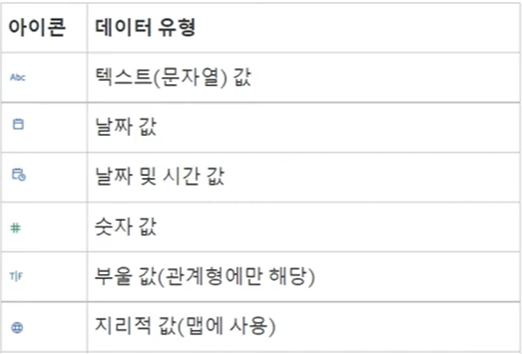 아이콘 데이터 유형
Abc 텍스트(문자열) 값
날짜 값
날짜 및 시간 값
# 숫자 값
T|F 부울 값(관계형에만 해당)
지리적 값(맵에 사용)